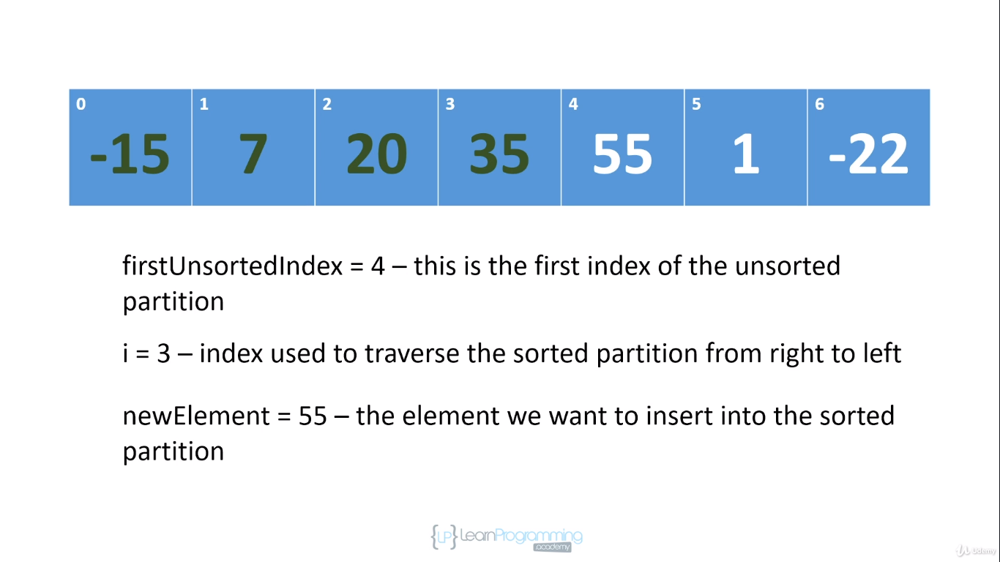 0 1 2 3 4 5 6
-15 7 20 35 55 1 -22
firstUnsortedIndex = 4 – this is the first index of the unsorted
partition
i = 3 – index used to traverse the sorted partition from right to left
newElement = 55 – the element we want to insert into the sorted
partition
{LP} LearnProgramming
.academy
Udemy